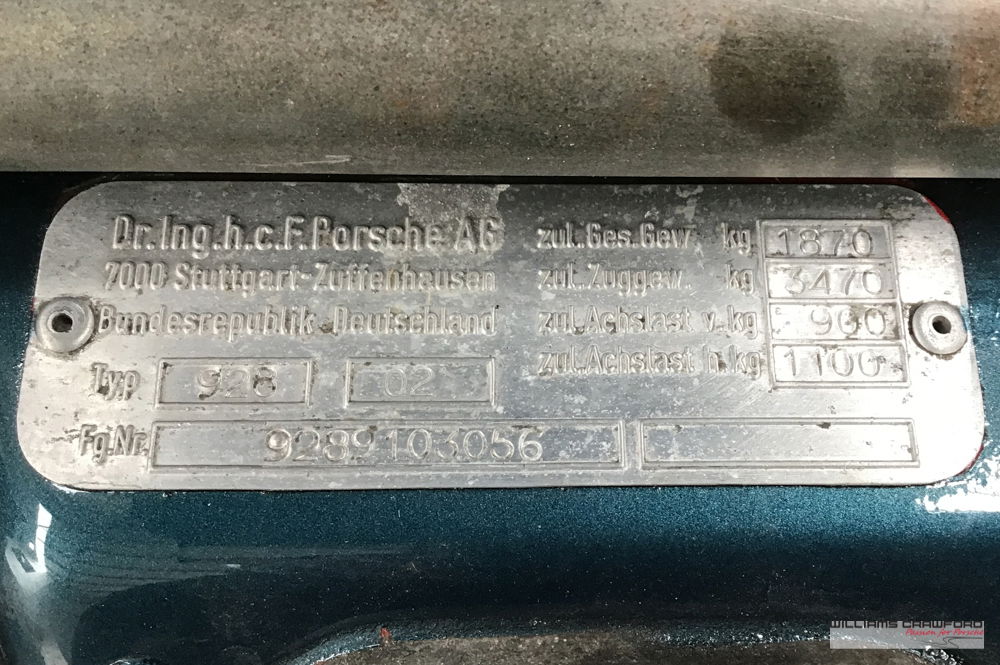 Dr.Ing.h.c.F.Porsche AG
7000 Stuttgart-Zuffenhausen
Bundesrepublik Deutschland
Typ 928 02
Fg.Nr. 9289103056
zul.Ges.Gew. kg 1870
zul.Zuggew. kg 3470
zul.Achslast v.kg 900
zul.Achslast h.kg 1100
WILLIAMS CRAWFORD
Passion for Porsche